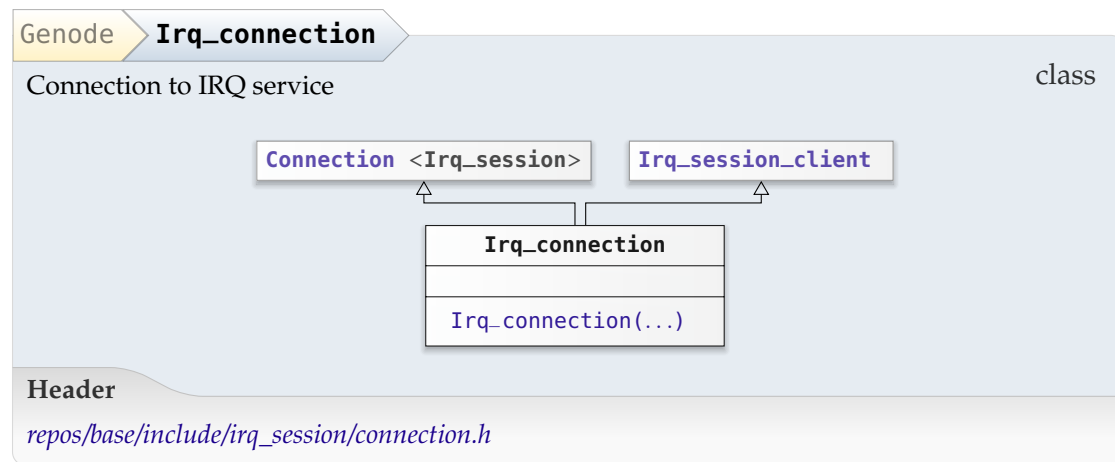 Genode Irq_connection
Connection to IRQ service
class
Connection <Irq_session>
Irq_session_client
Irq_connection
Irq_connection(...)
Header
repos/base/include/irq_session/connection.h